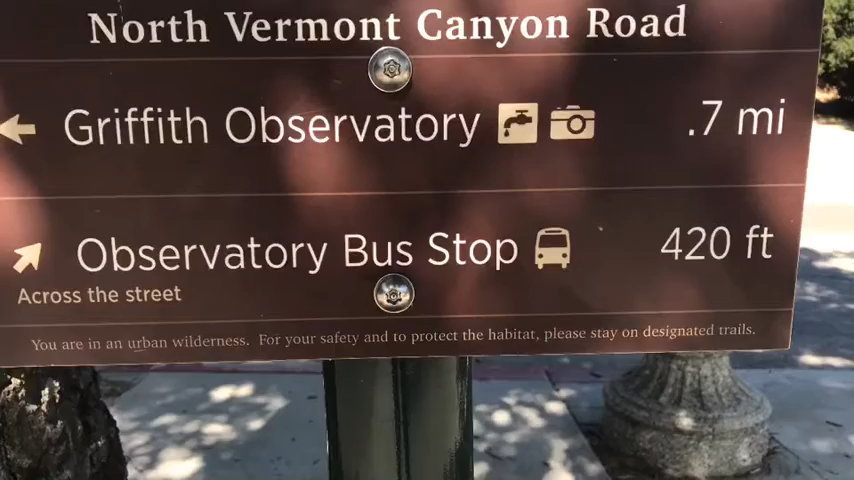 North Vermont Canyon Road
Griffith Observatory .7 mi
Observatory Bus Stop 420 ft
Across the street
You are in an urban wilderness. For your safety and to protect the habitat, please stay on designated trails.